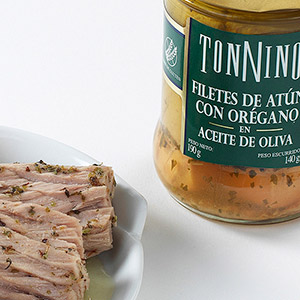 TONNINO
FILETES DE ATÚN
CON ORÉGANO
EN
ACEITE DE OLIVA
PESO NETO:
190 g
PESO ESCURRIDO
140 g